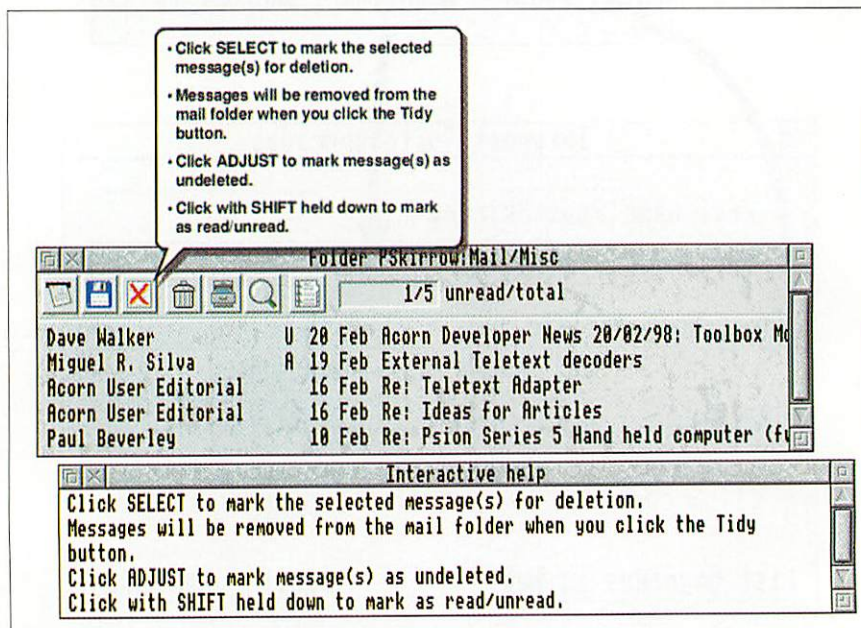 • Click SELECT to mark the selected
message(s) for deletion.
• Messages will be removed from the
mail folder when you click the Tidy
button.
• Click ADJUST to mark message(s) as
undeleted.
• Click with SHIFT held down to mark
as read/unread.
Folder PSkirrow:Mail/Misc
1/5 unread/total
Dave Walker U 20 Feb Acorn Developer News 20/02/98: Toolbox Mo
Miguel R. Silva A 19 Feb External Teletext decoders
Acorn User Editorial 16 Feb Re: Teletext Adapter
Acorn User Editorial 16 Feb Re: Ideas for Articles
Paul Beverley 10 Feb Re: Psion Series 5 Hand held computer (fw
Interactive help
Click SELECT to mark the selected message(s) for deletion.
Messages will be removed from the mail folder when you click the Tidy
button.
Click ADJUST to mark message(s) as undeleted.
Click with SHIFT held down to mark as read/unread.